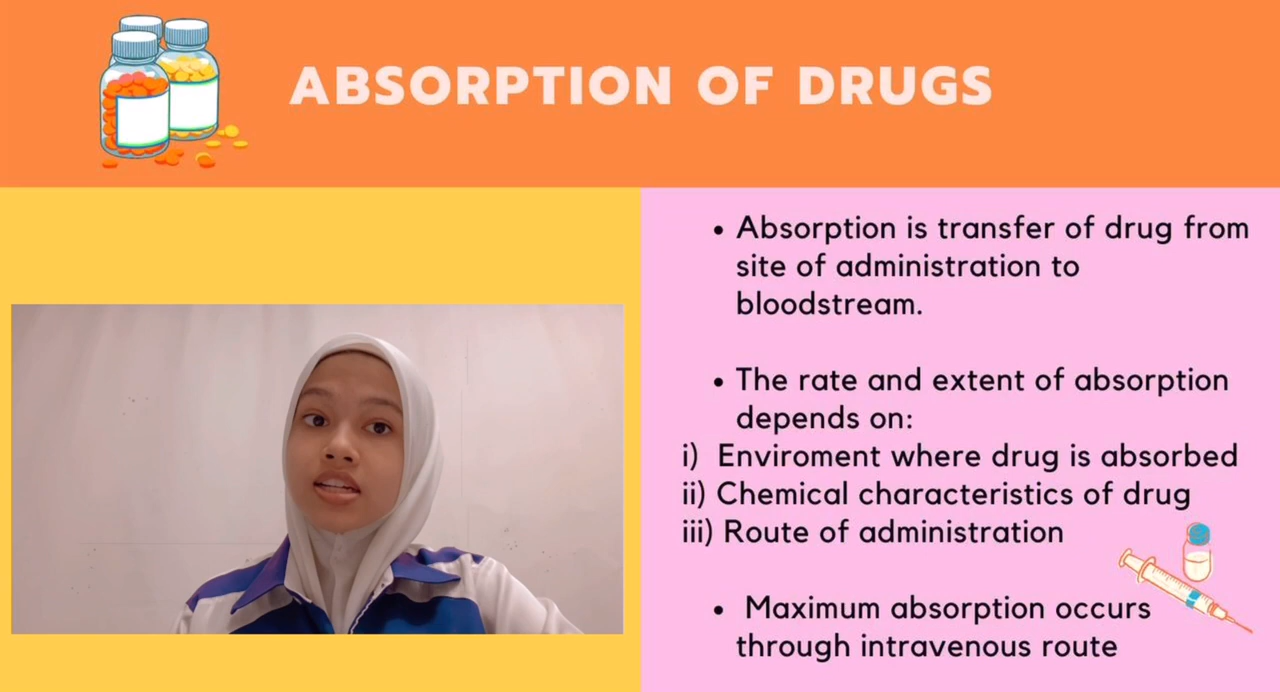 ABSORPTION OF DRUGS
• Absorption is transfer of drug from
site of administration to
bloodstream.
• The rate and extent of absorption
depends on:
i) Enviroment where drug is absorbed
ii) Chemical characteristics of drug
iii) Route of administration
• Maximum absorption occurs
through intravenous route